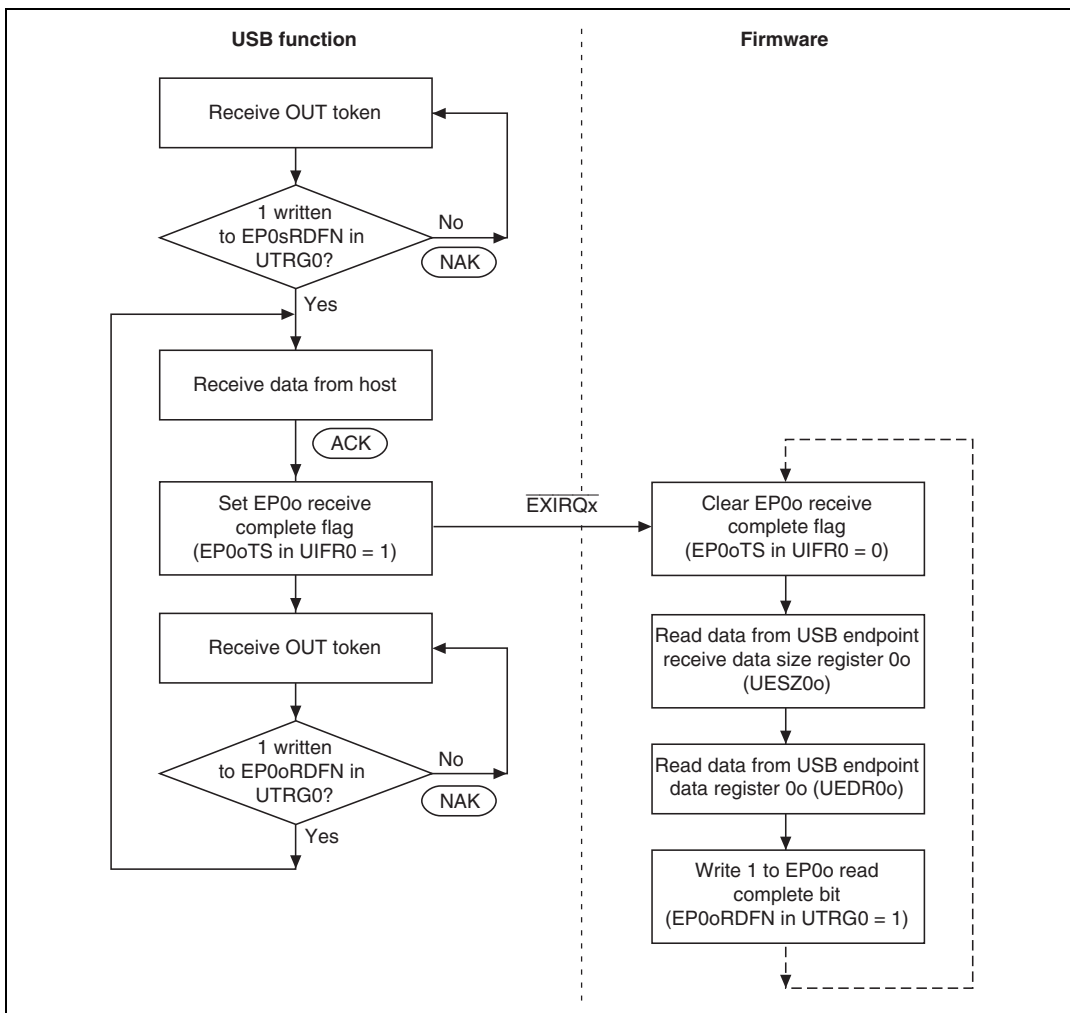 USB function
Firmware
Receive OUT token
1 written
to EP0sRDFN in
UTRG0?
No
NAK
Yes
Receive data from host
ACK
Set EP0o receive
complete flag
(EP0oTS in UIFR0 = 1)
EXIRQx
Clear EP0o receive
complete flag
(EP0oTS in UIFR0 = 0)
Receive OUT token
Read data from USB endpoint
receive data size register 0o
(UESZ0o)
1 written
to EP0oRDFN in
UTRG0?
No
NAK
Yes
Read data from USB endpoint
data register 0o (UEDR0o)
Write 1 to EP0o read
complete bit
(EP0oRDFN in UTRG0 = 1)